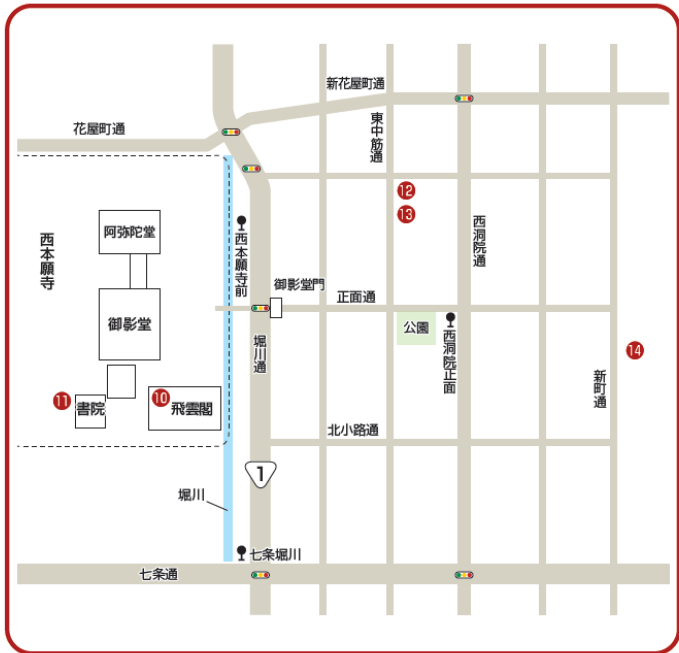 新花屋町通
花屋町通
東中筋通
⑫
⑬
阿弥陀堂
西本願寺
西本願寺前
西洞院通
御影堂門
正面通
御影堂
公園
堀川通
西洞院正面
⑭
新町通
⑪
書院
⑩
飛雲閣
北小路通
1
堀川
七条堀川
七条通